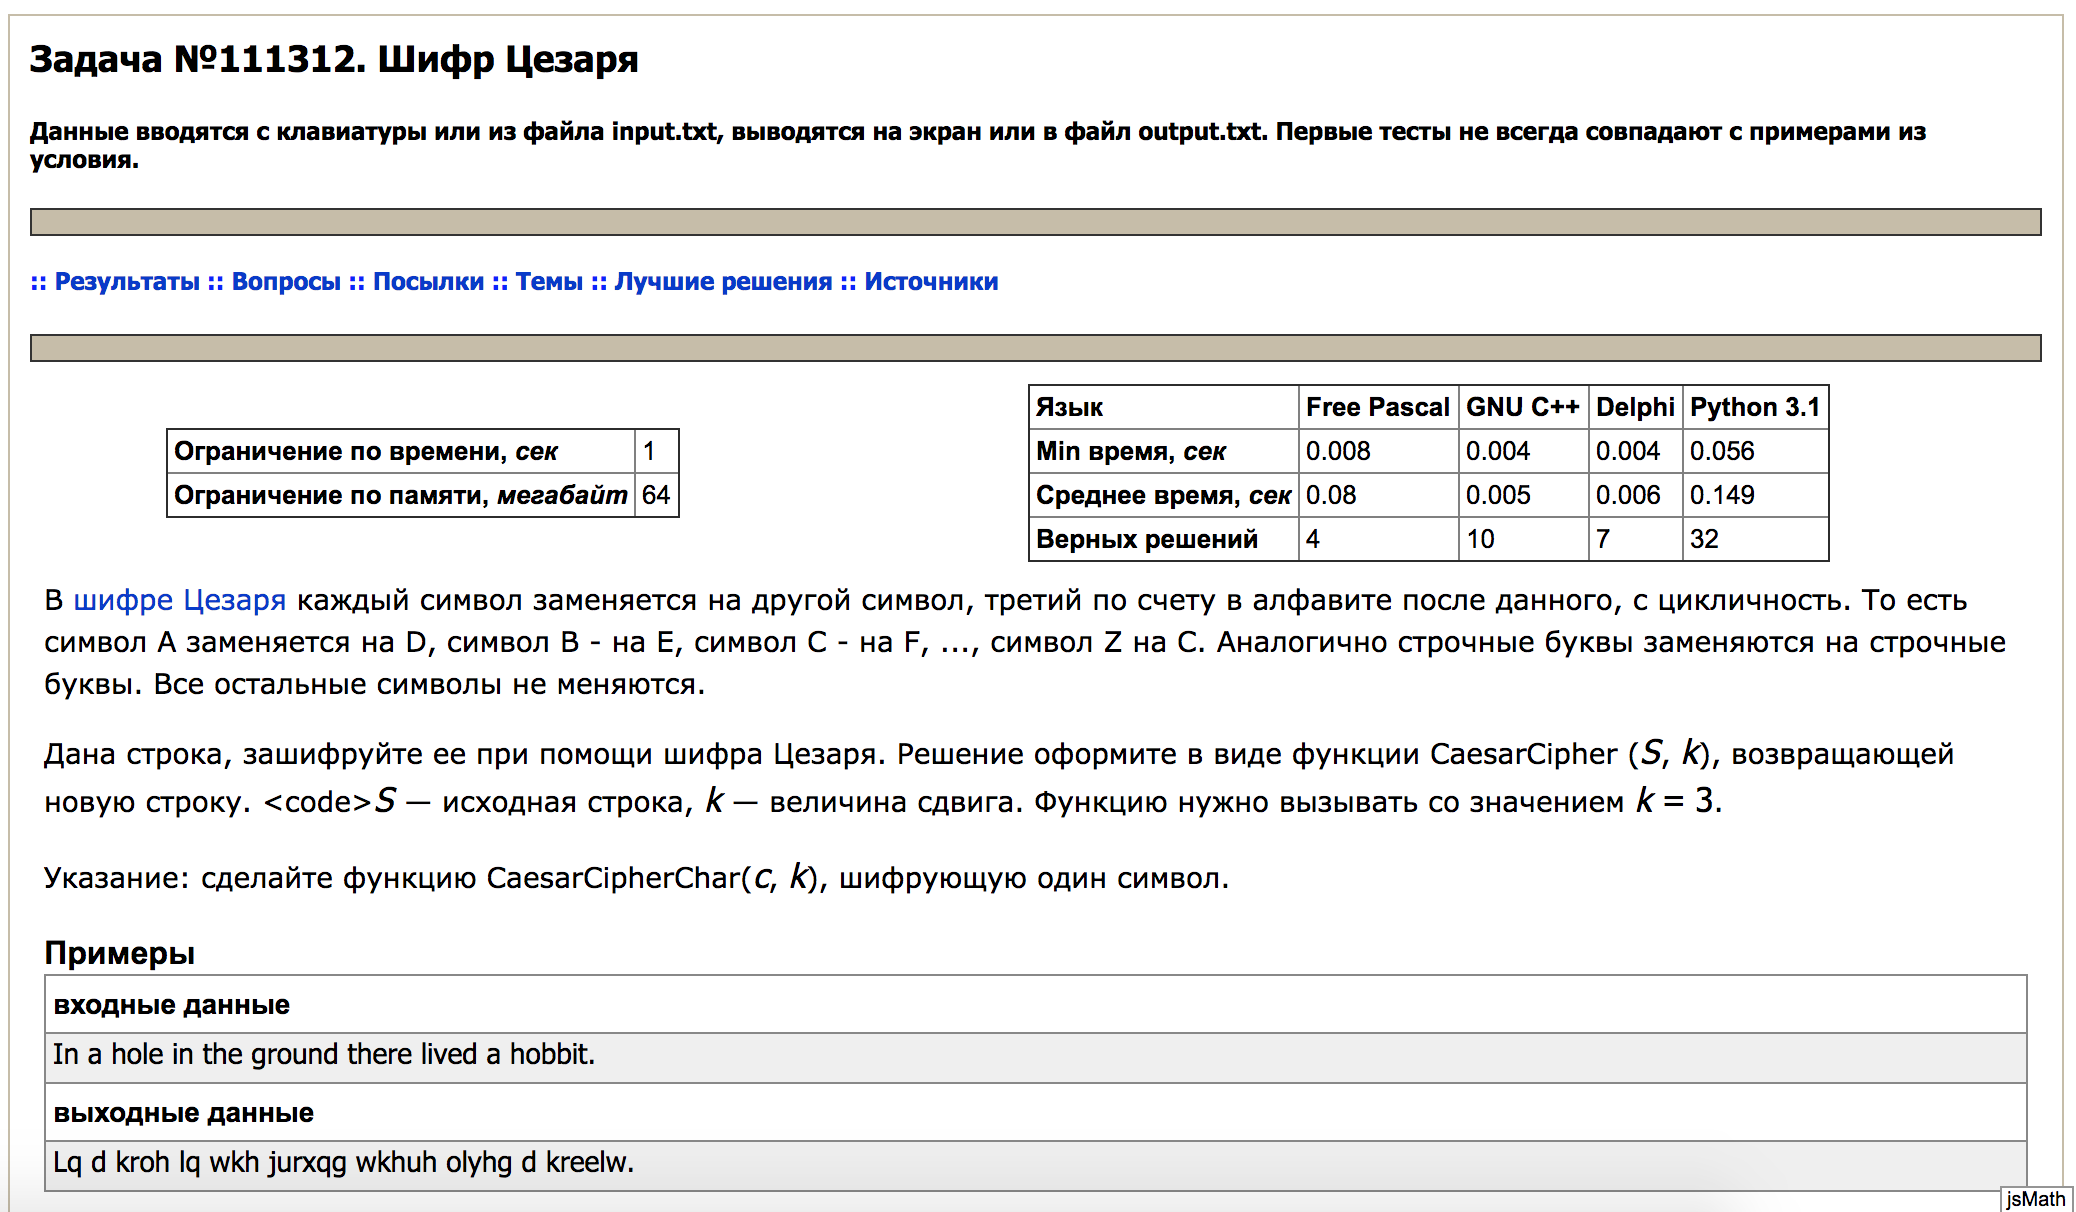 Задача №111312. Шифр Цезаря
Данные вводятся с клавиатуры или из файла input.txt, выводятся на экран или в файл output.txt. Первые тесты не всегда совпадают с примерами из
условия.
:: Результаты :: Вопросы :: Посылки :: Темы :: Лучшие решения :: Источники
Ограничение по времени, сек 1
Ограничение по памяти, мегабайт 64
Язык Free Pascal GNU C++ Delphi Python 3.1
Min время, сек 0.008 0.004 0.004 0.056
Среднее время, сек 0.08 0.005 0.006 0.149
Верных решений 4 10 7 32
В шифре Цезаря каждый символ заменяется на другой символ, третий по счету в алфавите после данного, с цикличность. То есть
символ A заменяется на D, символ B - на E, символ C - на F, ..., символ Z на C. Аналогично строчные буквы заменяются на строчные
буквы. Все остальные символы не меняются.
Дана строка, зашифруйте ее при помощи шифра Цезаря. Решение оформите в виде функции CaesarCipher (S, k), возвращающей
новую строку. <code>S — исходная строка, k — величина сдвига. Функцию нужно вызывать со значением k = 3.
Указание: сделайте функцию CaesarCipherChar(c, k), шифрующую один символ.
Примеры
входные данные
In a hole in the ground there lived a hobbit.
выходные данные
Lq d kroh lq wkh jurxqg wkhuh olyhg d kreelw.
jsMath